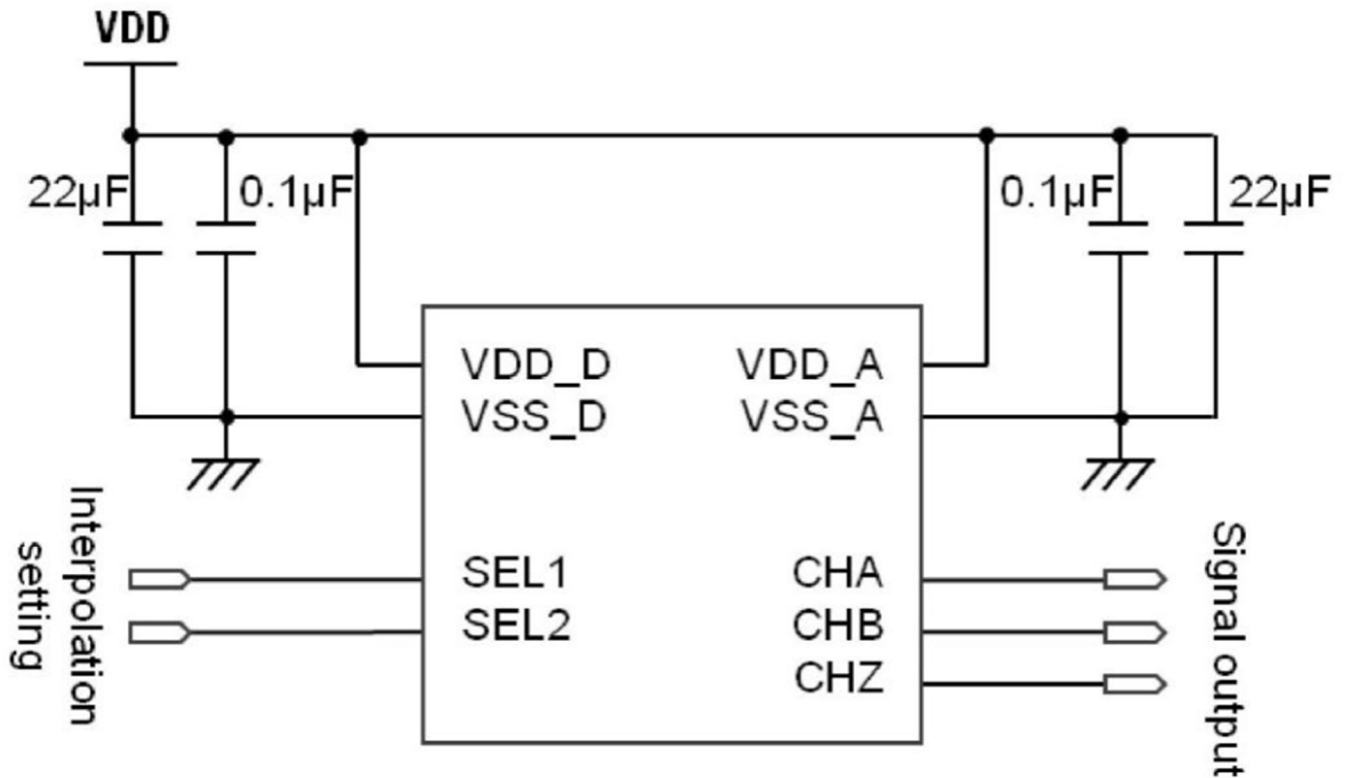 VDD
22µF
0.1µF
0.1µF
22µF
VDD_D
VDD_A
VSS_D
VSS_A
Interpolation
setting
SEL1
SEL2
CHA
CHB
CHZ
Signal output